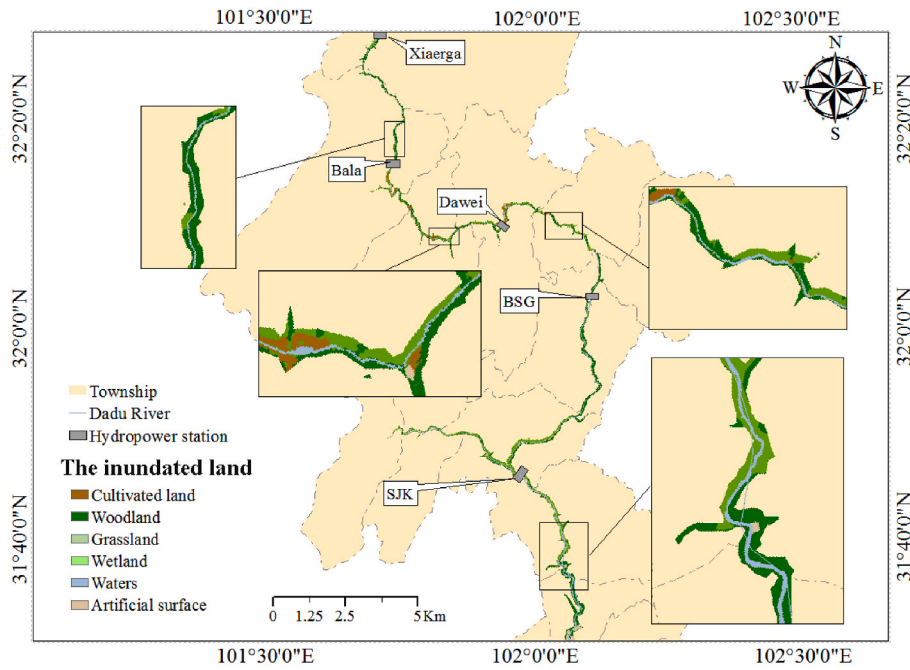 101°30'0"E 102°0'0"E 102°30'0"E
Xiaerga
N
W E
S
32°20'0"N 32°20'0"N
Bala
Dawei
BSG
32°0'0"N 32°0'0"N
Township
Dadu River
Hydropower station
The inundated land
SJK
Cultivated land
Woodland
Grassland
Wetland
Waters
Artificial surface
31°40'0"N 31°40'0"N
0 1.25 2.5 5 Km
101°30'0"E 102°0'0"E 102°30'0"E